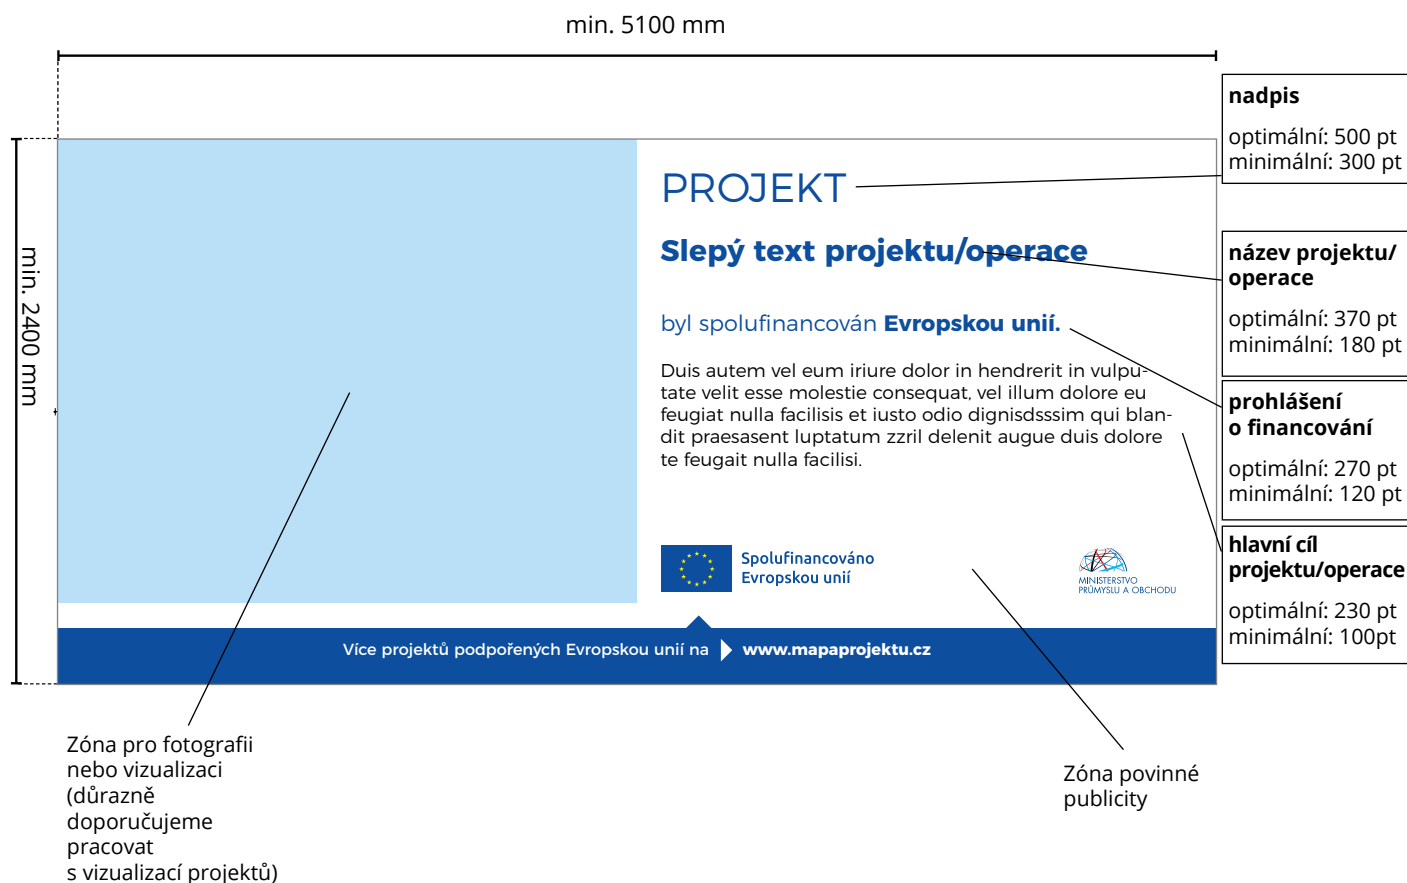 min. 5100 mm
min. 2400 mm
PROJEKT
Slepý text projektu/operace
byl spolufinancován Evropskou unií.
Duis autem vel eum iriure dolor in hendrerit in vulpu-
tate velit esse molestie consequat, vel illum dolore eu
feugiat nulla facilisis et iusto odio dignisdsssim qui blan-
dit praesasent luptatum zzril delenit augue duis dolore
te feugait nulla facilisi.
Spolufinancováno
Evropskou unií
MINISTERSTVO
PRŮMYSLU A OBCHODU
Více projektů podpořených Evropskou unií na www.mapaprojektu.cz
nadpis
optimální: 500 pt
minimální: 300 pt
název projektu/
operace
optimální: 370 pt
minimální: 180 pt
prohlášení
o financování
optimální: 270 pt
minimální: 120 pt
hlavní cíl
projektu/operace
optimální: 230 pt
minimální: 100pt
Zóna pro fotografii
nebo vizualizaci
(důrazně
doporučujeme
pracovat
s vizualizací projektů)
Zóna povinné
publicity